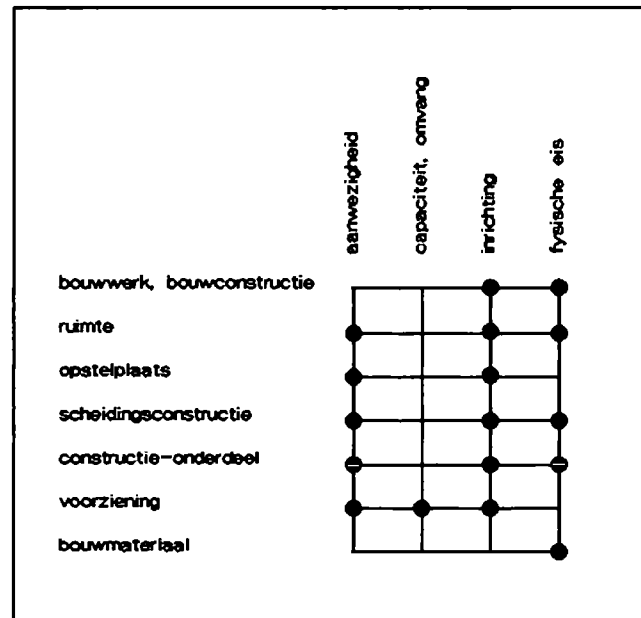 aanwezigheid
capaciteit, omvang
inrichting
fysische eis
bouwwerk, bouwconstructie
ruimte
opstelplaats
scheidingsconstructie
constructie-onderdeel
voorziening
bouwmateriaal